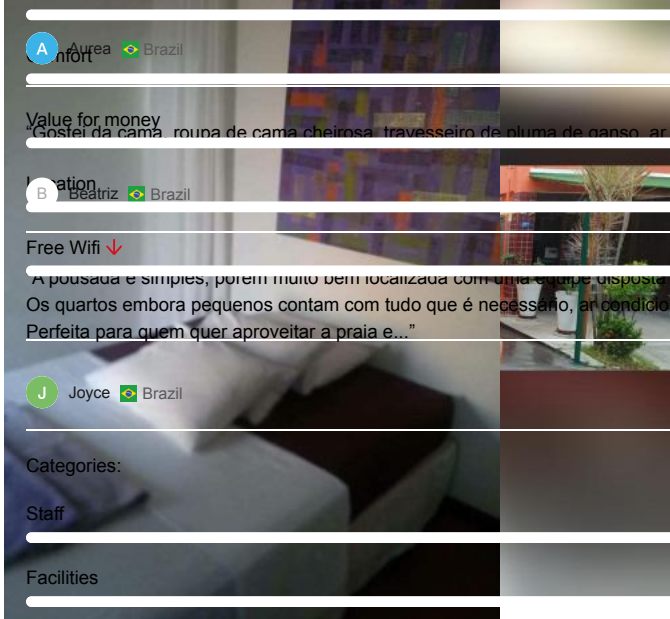 A Aurea Brazil
Comfort
Value for money
“Gostei da cama, roupa de cama cheirosa, travesseiro de pluma de ganso, ar
Location
B Beatriz Brazil
Free Wifi
“A pousada é simples, porém muito bem localizada com uma equipe disposta
Os quartos embora pequenos contam com tudo que é necessário, ar condicio
Perfeita para quem quer aproveitar a praia e...”
J Joyce Brazil
Categories:
Staff
Facilities